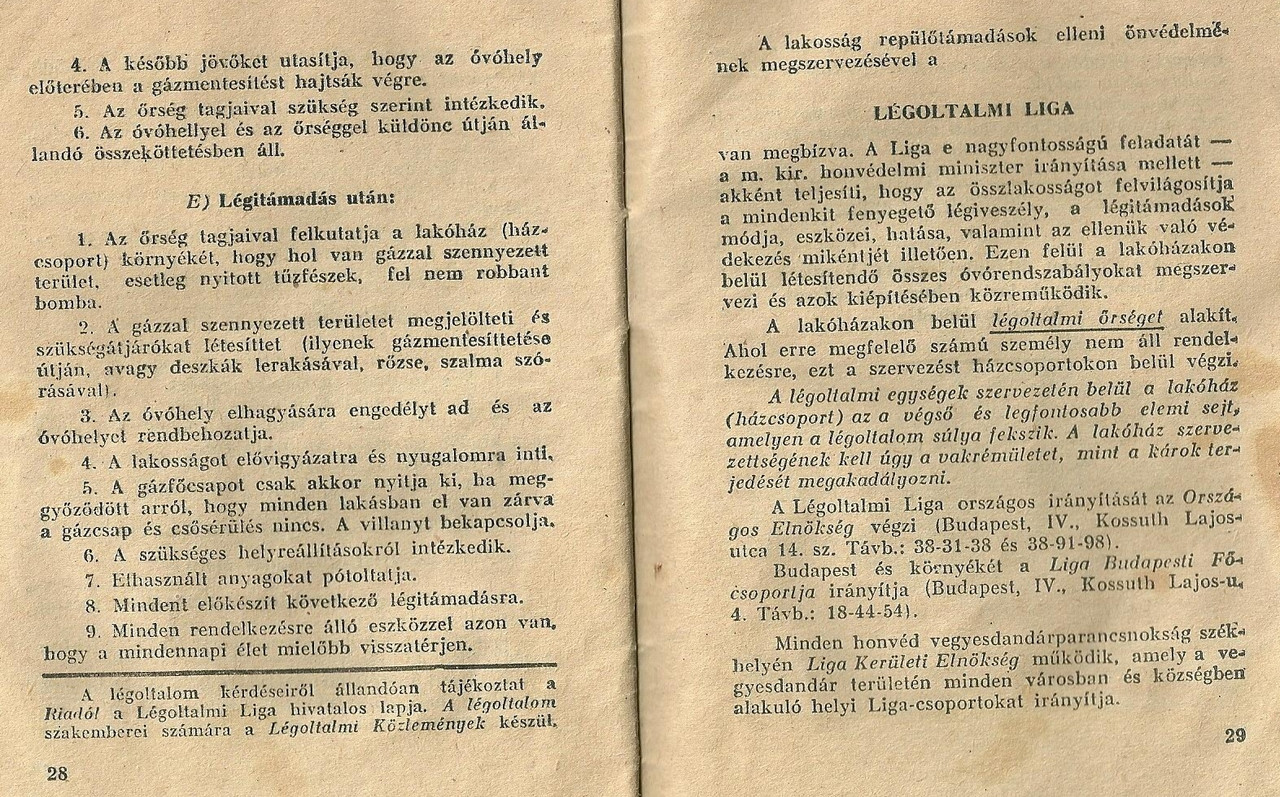 4. A később jövőket utasítja, hogy az óvóhely
előterében a gázmentesítést hajtsák végre.
5. Az őrség tagjaival szükség szerint intézkedik.
6. Az óvóhellyel és az őrséggel küldönc útján ál-
landó összeköttetésben áll.
E) Légitámadás után:
1. Az őrség tagjaival felkutatja a lakóház (ház-
csoport) környékét, hogy hol van gázzal szennyezett
terület, esetleg nyitott tűzfészek, fel nem robbant
bomba.
2. A gázzal szennyezett területet megjelölteti és
szükségátjárókat létesíttet (ilyenek gázmentesíttetése
útján, avagy deszkák lerakásával, rőzse, szalma szó-
rásával).
3. Az óvóhely elhagyására engedélyt ad és az
óvóhelyet rendbehozatja.
4. A lakosságot elővigyázatra és nyugalomra inti.
5. A gázfőcsapot csak akkor nyitja ki, ha meg-
győződött arról, hogy minden lakásban el van zárva
a gázcsap és csősérülés nincs. A villanyt bekapcsolja.
6. A szükséges helyreállításokról intézkedik.
7. Elhasznált anyagokat pótoltatja.
8. Mindent előkészít következő légitámadásra.
9. Minden rendelkezésre álló eszközzel azon van,
hogy a mindennapi élet mielőbb visszatérjen.
A légoltalom kérdéseiről állandóan tájékoztat a
Riadó! a Légoltalmi Liga hivatalos lapja. A légoltalom
szakemberei számára a Légoltalmi Közlemények készül.
28
A lakosság repülőtámadások elleni önvédelmé-
nek megszervezésével a
LÉGOLTALMI LIGA
van megbízva. A Liga e nagyfontosságú feladatát —
a m. kir. honvédelmi miniszter irányítása mellett —
akként teljesíti, hogy az összlakosságot felvilágosítja
a mindenkit fenyegető légiveszély, a légitámadások
módja, eszközei, hatása, valamint az ellenük való vé-
dekezés mikéntjét illetően. Ezen felül a lakóházakon
belül létesítendő összes óvórendszabályokat megszer-
vezi és azok kiépítésében közreműködik.
A lakóházakon belül légoltalmi őrséget alakít.
Ahol erre megfelelő számú személy nem áll rendel-
kezésre, ezt a szervezést házcsoportokon belül végzi.
A légoltalmi egységek szervezetén belül a lakóház
(házcsoport) az a végső és legfontosabb elemi sejt,
amelyen a légoltalom súlya fekszik. A lakóház szerve-
zettségének kell úgy a vakrémületet, mint a károk ter-
jedését megakadályozni.
A Légoltalmi Liga országos irányítását az Orszá-
gos Elnökség végzi (Budapest, IV., Kossuth Lajos-
utca 14. sz. Távb.: 38-31-38 és 38-91-98).
Budapest és környékét a Liga Budapesti Fő-
csoportja irányítja (Budapest, IV., Kossuth Lajos-u.
4. Távb.: 18-44-54).
Minden honvéd vegyesdandárparancsnokság szék-
helyén Liga Kerületi Elnökség működik, amely a ve-
gyesdandár területén minden városban és községben
alakuló helyi Liga-csoportokat irányítja.
29